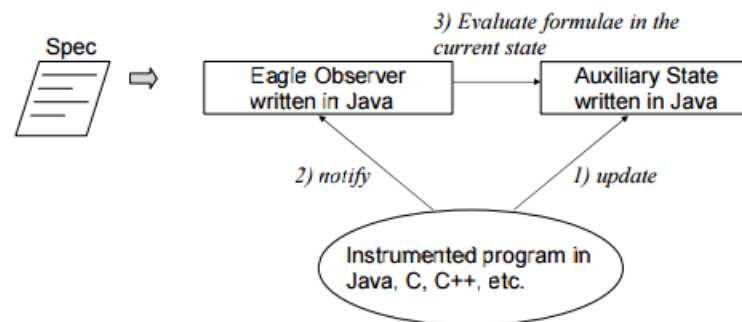 3) Evaluate formulae in the
current state
Spec
Eagle Observer
written in Java
Auxiliary State
written in Java
2) notify
1) update
Instrumented program in
Java, C, C++, etc.